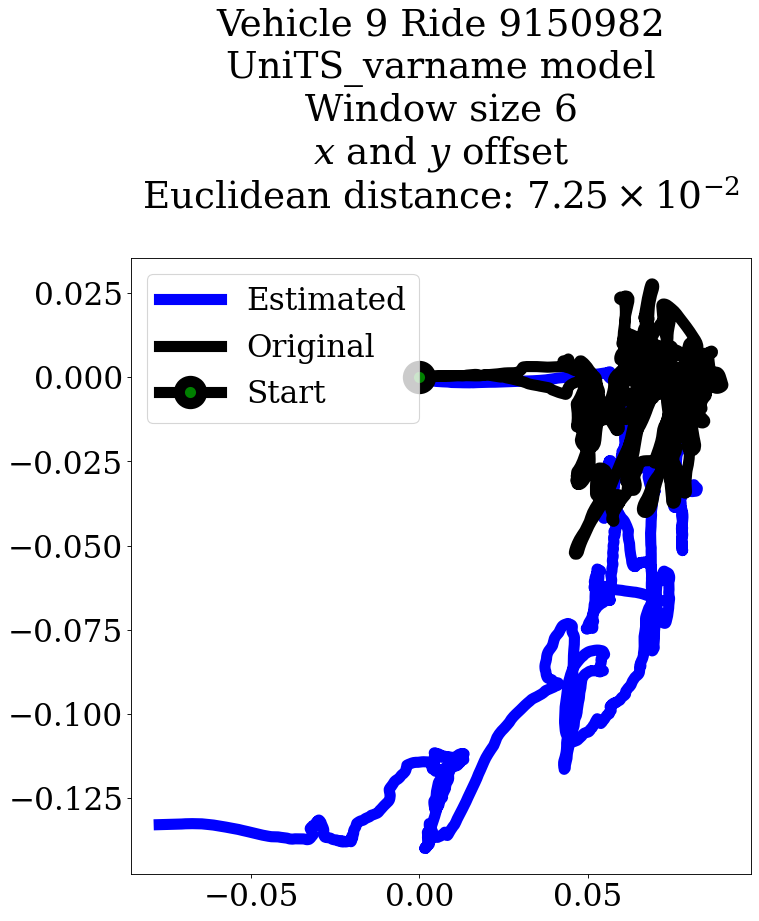 Vehicle 9 Ride 9150982
UniTS_varname model
Window size 6
x and y offset
Euclidean distance: 7.25 × 10⁻²
Estimated
Original
Start
0.025
0.000
−0.025
−0.050
−0.075
−0.100
−0.125
−0.05 0.00 0.05